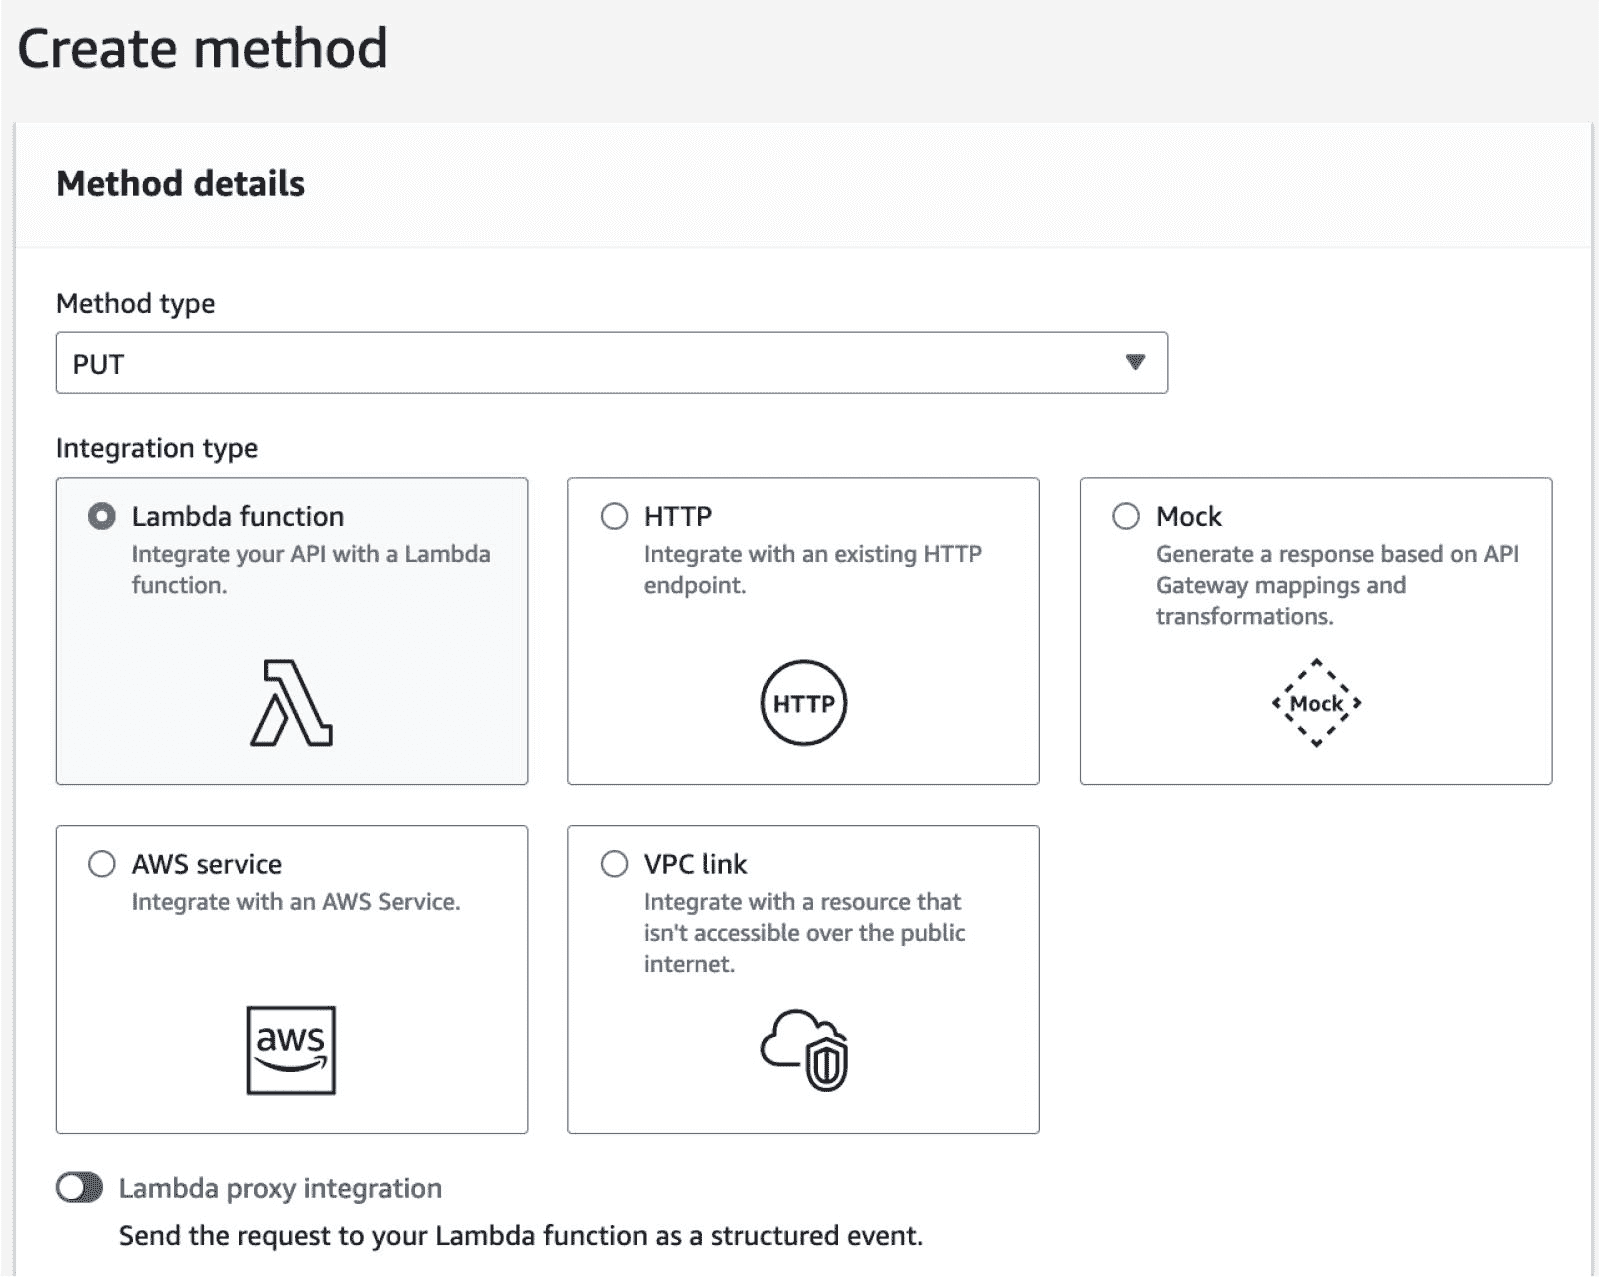 Create method
Method details
Method type
PUT
Integration type
Lambda function
Integrate your API with a Lambda
function.
HTTP
Integrate with an existing HTTP
endpoint.
HTTP
Mock
Generate a response based on API
Gateway mappings and
transformations.
Mock
AWS service
Integrate with an AWS Service.
aws
VPC link
Integrate with a resource that
isn't accessible over the public
internet.
Lambda proxy integration
Send the request to your Lambda function as a structured event.